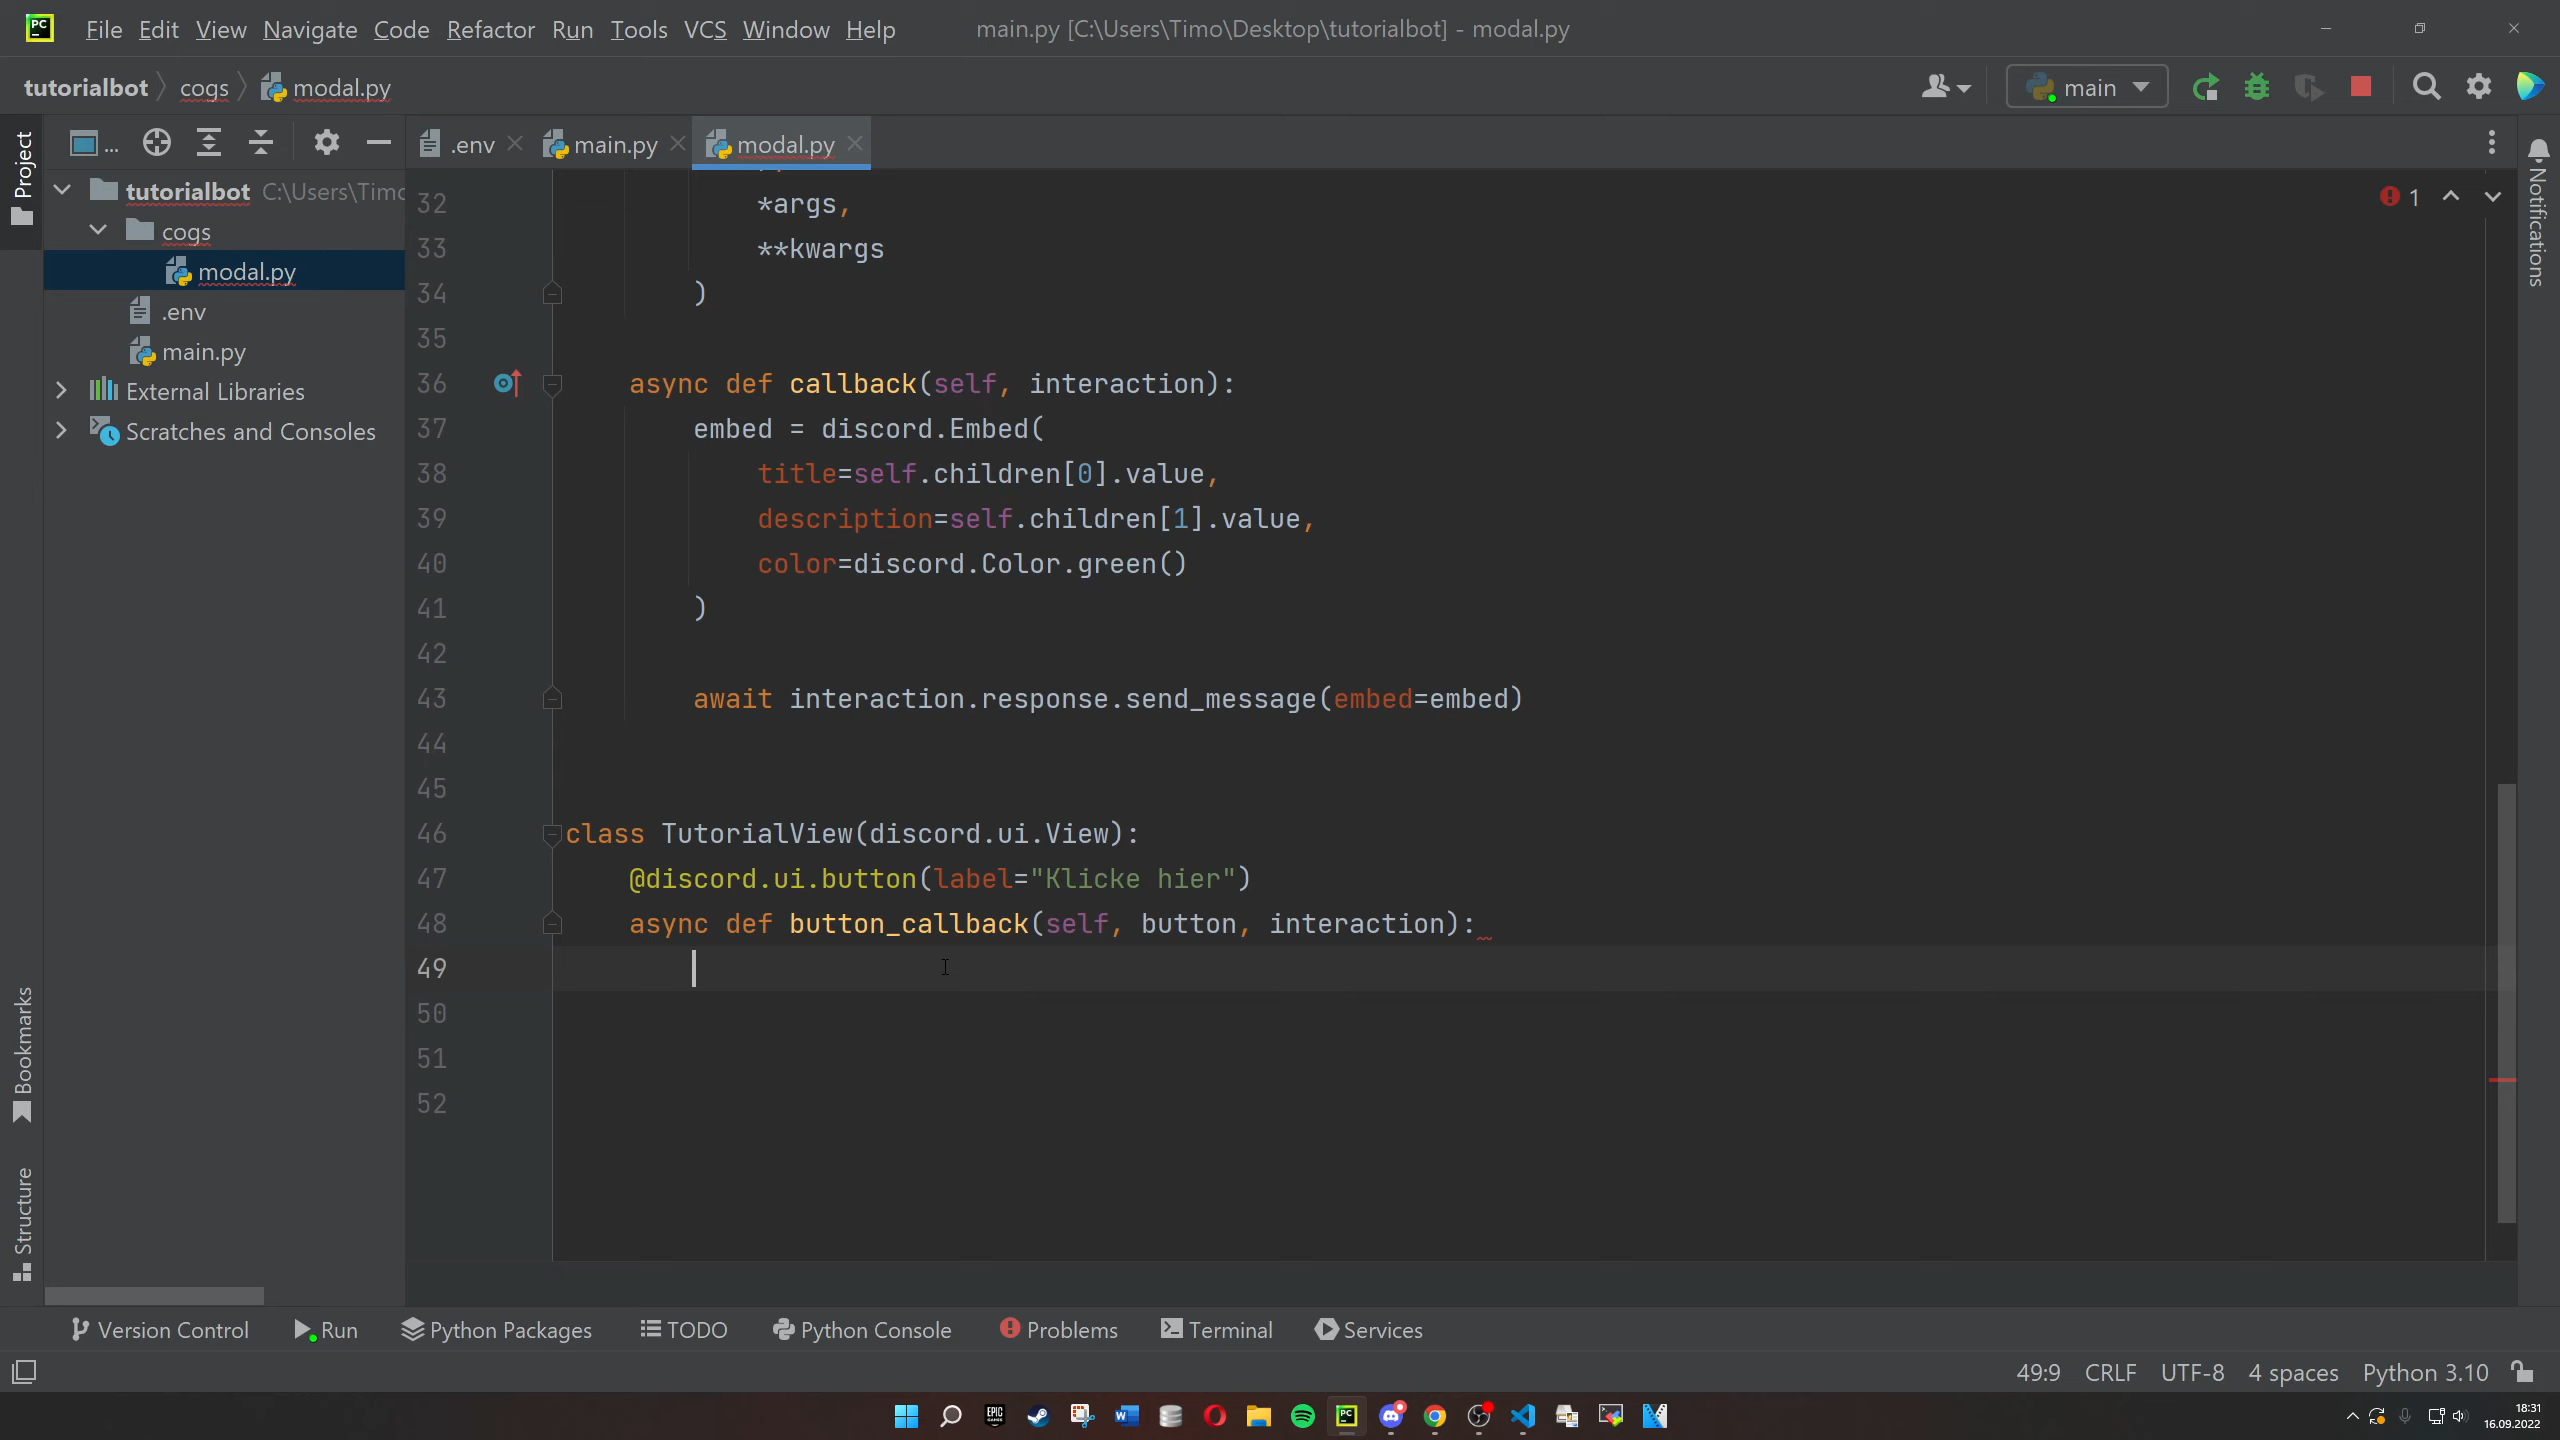 File Edit View Navigate Code Refactor Run Tools VCS Window Help main.py [C:\Users\Timo\Desktop\tutorialbot] - modal.py
tutorialbot cogs modal.py main
... .env main.py modal.py
Project
tutorialbot C:\Users\Timo
cogs
modal.py
.env
main.py
External Libraries
Scratches and Consoles
32 *args,
33 **kwargs
34 )
35
36 async def callback(self, interaction):
37 embed = discord.Embed(
38 title=self.children[0].value,
39 description=self.children[1].value,
40 color=discord.Color.green()
41 )
42
43 await interaction.response.send_message(embed=embed)
44
45
46 class TutorialView(discord.ui.View):
47 @discord.ui.button(label="Klicke hier")
48 async def button_callback(self, button, interaction):
49
50
51
52
1
Notifications
Bookmarks
Structure
Version Control Run Python Packages TODO Python Console Problems Terminal Services
49:9 CRLF UTF-8 4 spaces Python 3.10
18:31
16.09.2022